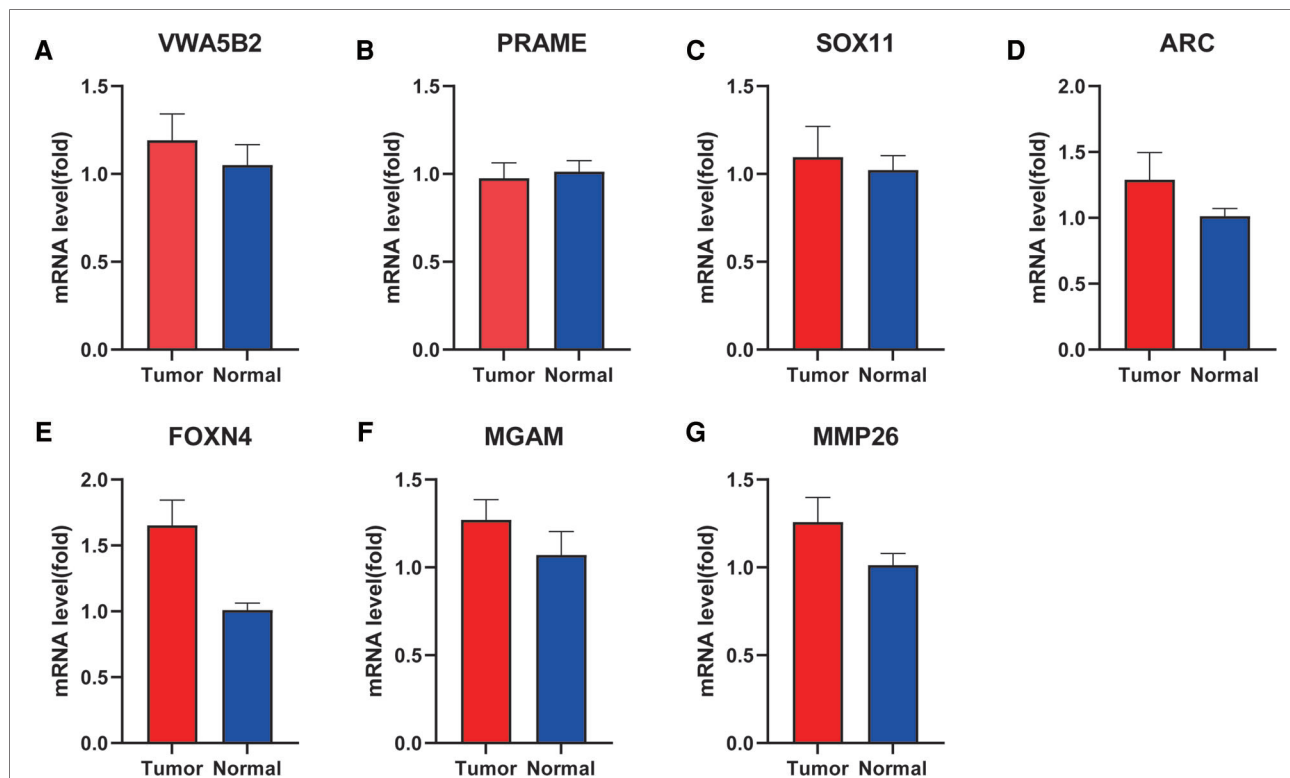 A VWA5B2
mRNA level(fold)
1.5
1.0
0.5
0.0
Tumor Normal
B PRAME
mRNA level(fold)
1.5
1.0
0.5
0.0
Tumor Normal
C SOX11
mRNA level(fold)
1.5
1.0
0.5
0.0
Tumor Normal
D ARC
mRNA level(fold)
2.0
1.5
1.0
0.5
0.0
Tumor Normal
E FOXN4
mRNA level(fold)
2.0
1.5
1.0
0.5
0.0
Tumor Normal
F MGAM
mRNA level(fold)
1.5
1.0
0.5
0.0
Tumor Normal
G MMP26
mRNA level(fold)
1.5
1.0
0.5
0.0
Tumor Normal